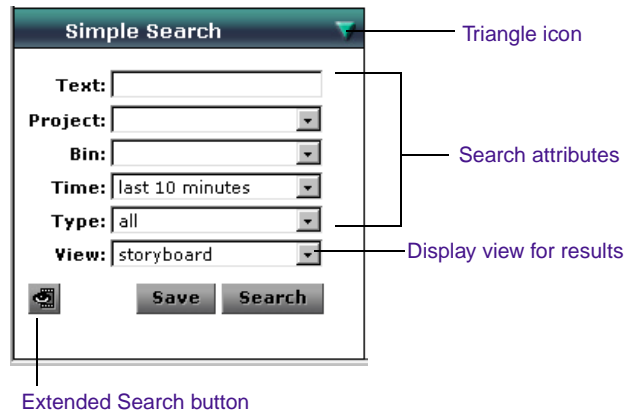 Simple Search
Triangle icon
Text:
Project:
Search attributes
Bin:
Time: last 10 minutes
Type: all
View: storyboard
Display view for results
Save Search
Extended Search button